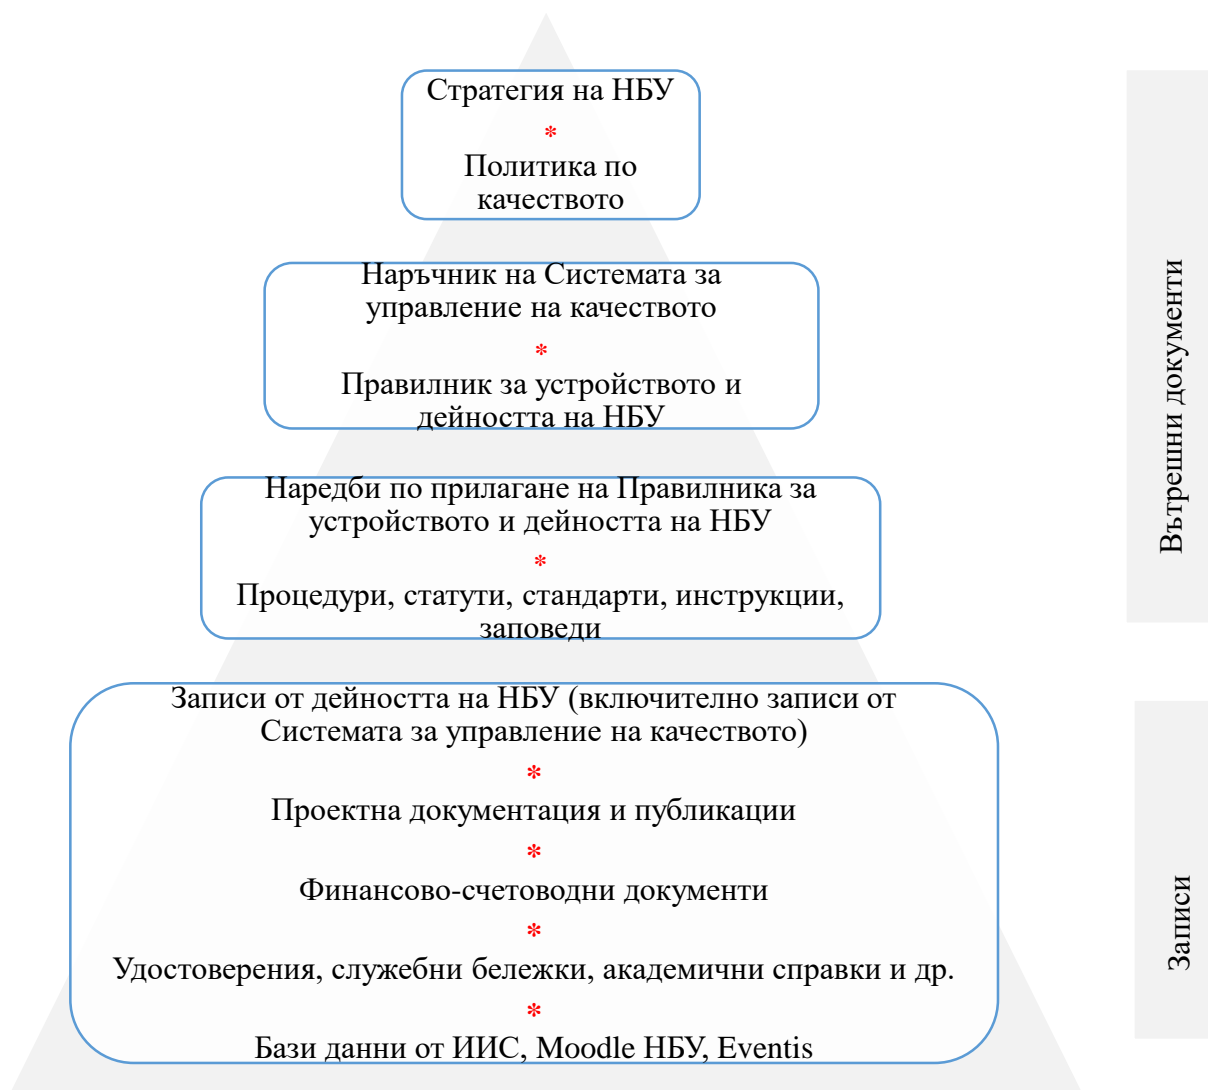 Стратегия на НБУ
*
Политика по
качеството
Наръчник на Системата за
управление на качеството
*
Правилник за устройството и
дейността на НБУ
Наредби по прилагане на Правилника за
устройството и дейността на НБУ
*
Процедури, статути, стандарти, инструкции,
заповеди
Вътрешни документи
Записи от дейността на НБУ (включително записи от
Системата за управление на качеството)
*
Проектна документация и публикации
*
Финансово-счетоводни документи
*
Удостоверения, служебни бележки, академични справки и др.
*
Бази данни от ИИС, Moodle НБУ, Eventis
Записи